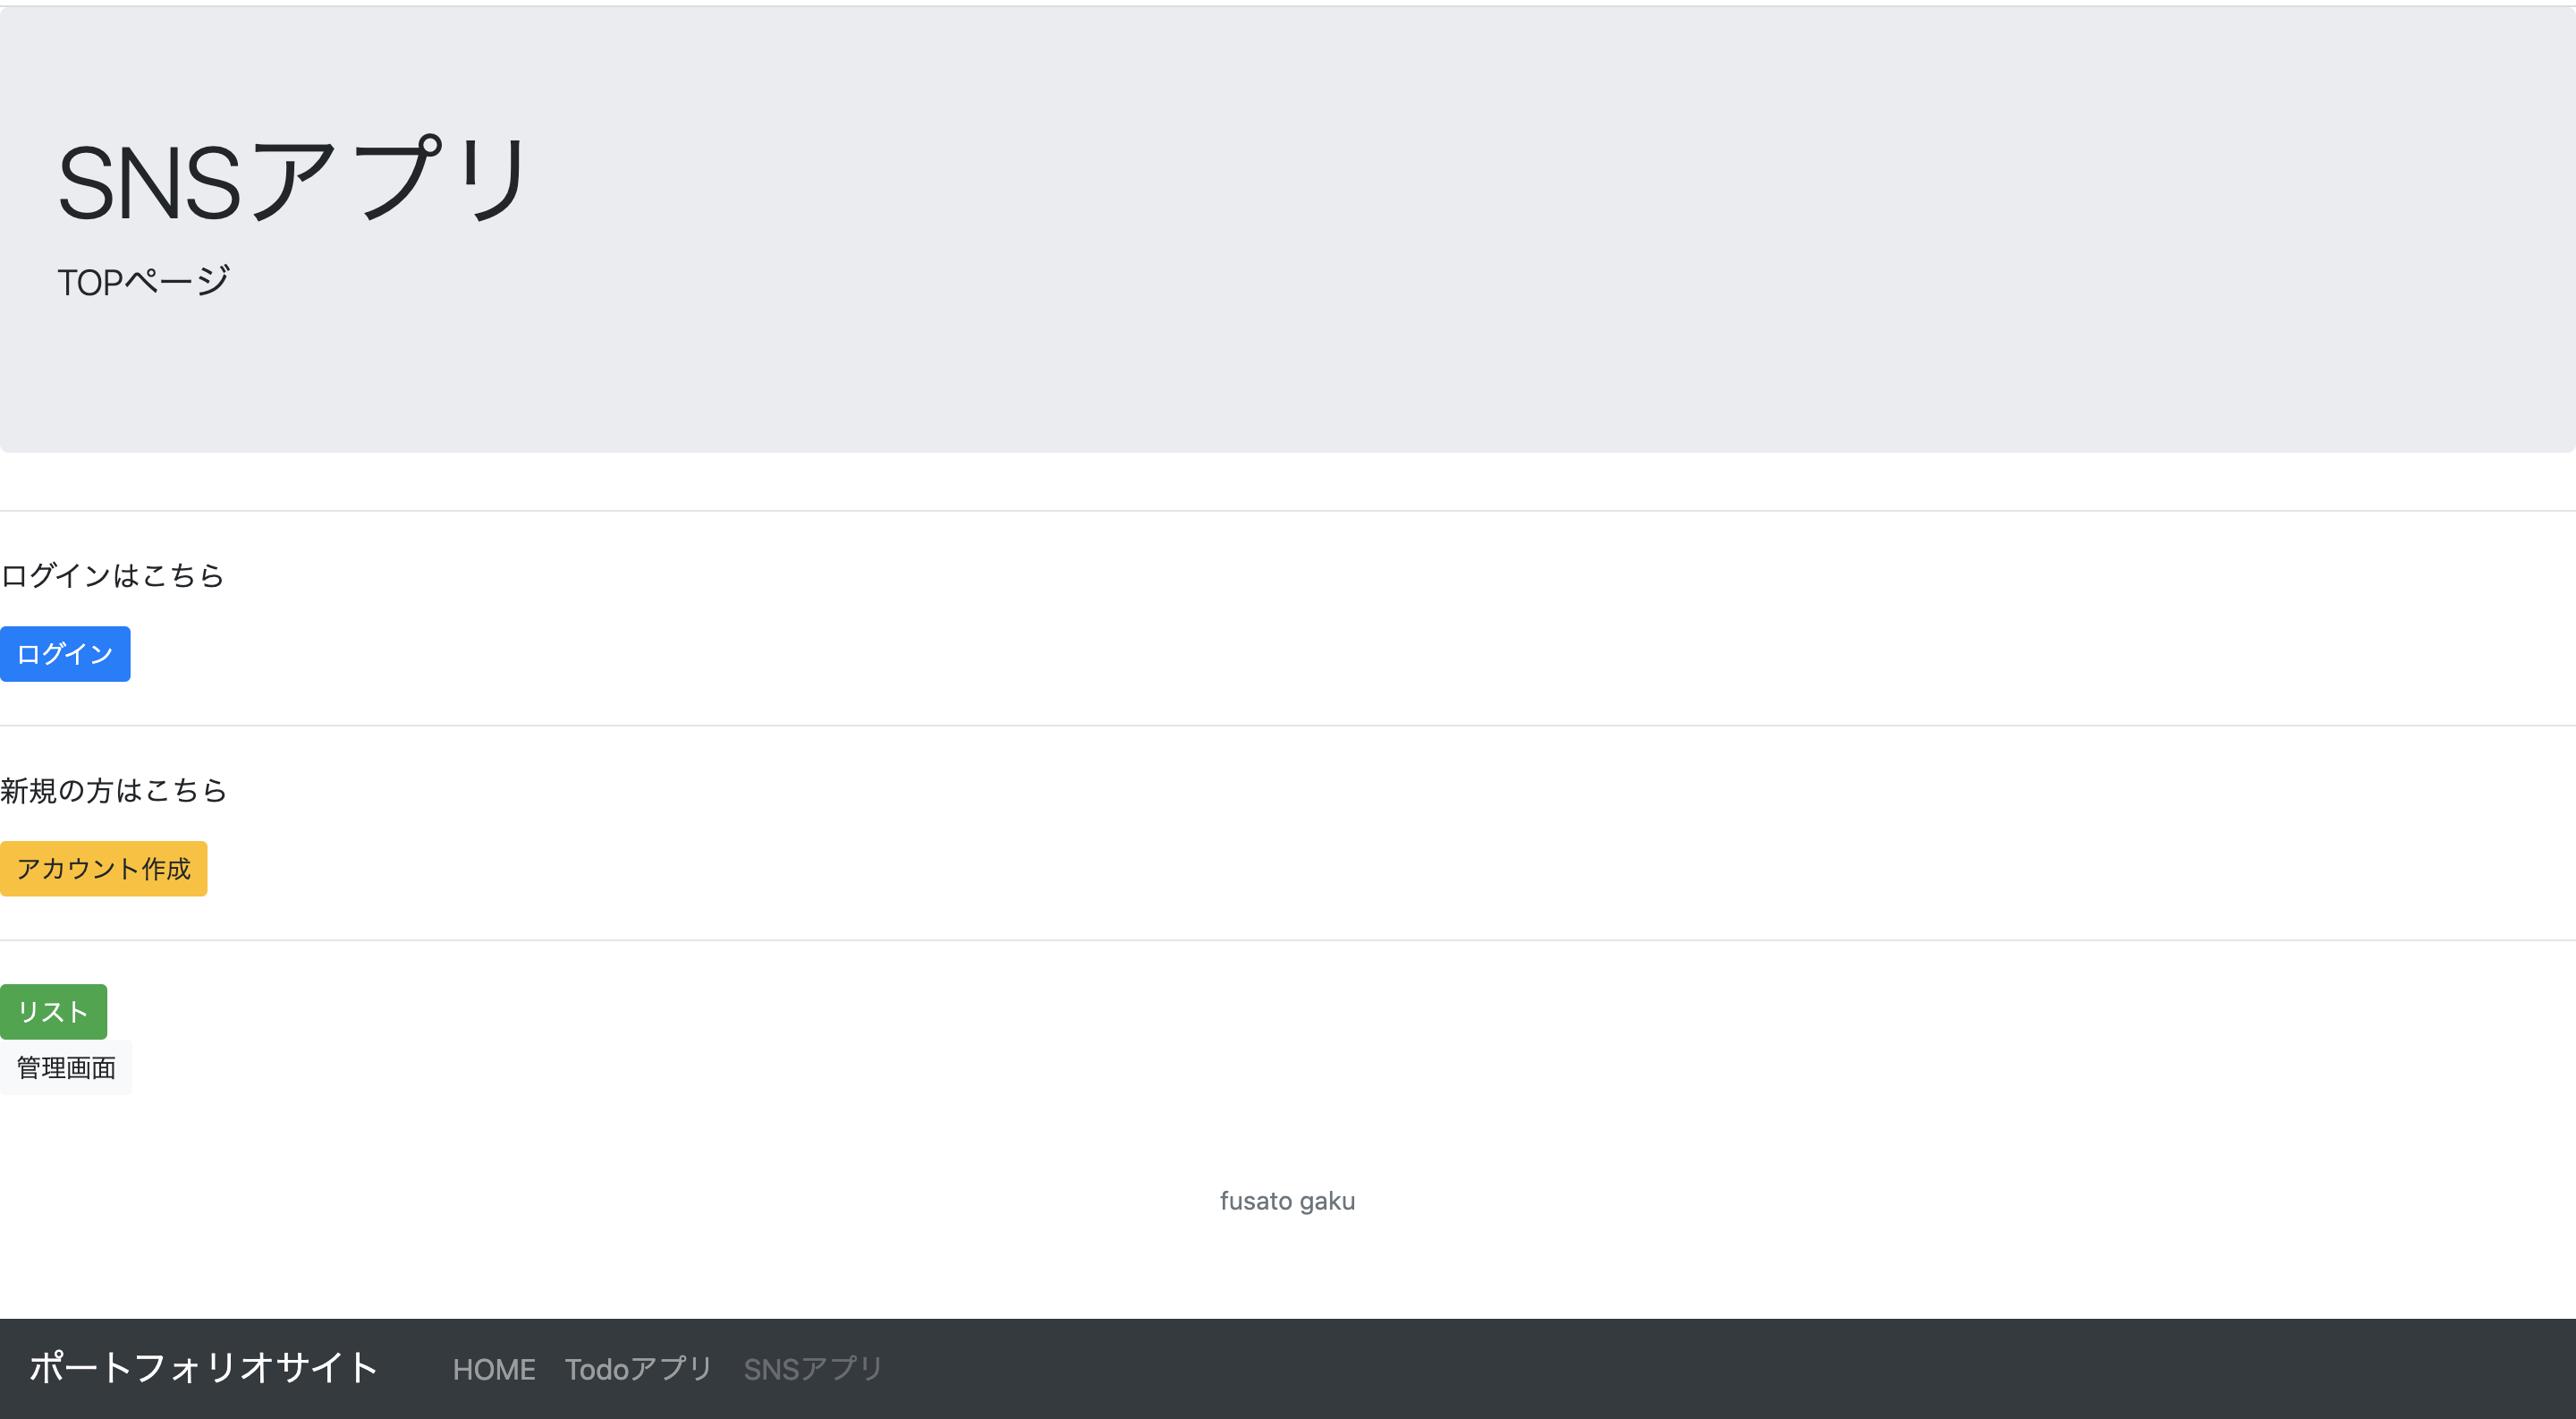 SNSアプリ
TOPページ
ログインはこちら
ログイン
新規の方はこちら
アカウント作成
リスト
管理画面
fusato gaku
ポートフォリオサイト HOME Todoアプリ SNSアプリ